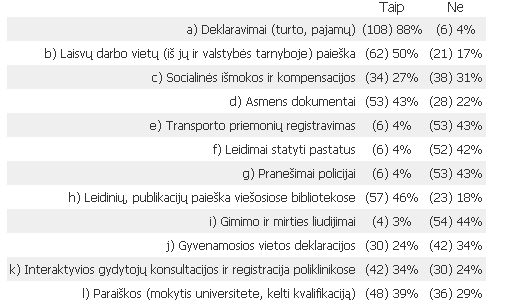 Taip Ne
a) Deklaravimai (turto, pajamų) (108) 88% (6) 4%
b) Laisvų darbo vietų (iš jų ir valstybės tarnyboje) paieška (62) 50% (21) 17%
c) Socialinės išmokos ir kompensacijos (34) 27% (38) 31%
d) Asmens dokumentai (53) 43% (28) 22%
e) Transporto priemonių registravimas (6) 4% (53) 43%
f) Leidimai statyti pastatus (6) 4% (52) 42%
g) Pranešimai policijai (6) 4% (53) 43%
h) Leidinių, publikacijų paieška viešosiose bibliotekose (57) 46% (23) 18%
i) Gimimo ir mirties liudijimai (4) 3% (54) 44%
j) Gyvenamosios vietos deklaracijos (30) 24% (42) 34%
k) Interaktyvios gydytojų konsultacijos ir registracija poliklinikose (42) 34% (30) 24%
l) Paraiškos (mokytis universitete, kelti kvalifikaciją) (48) 39% (36) 29%